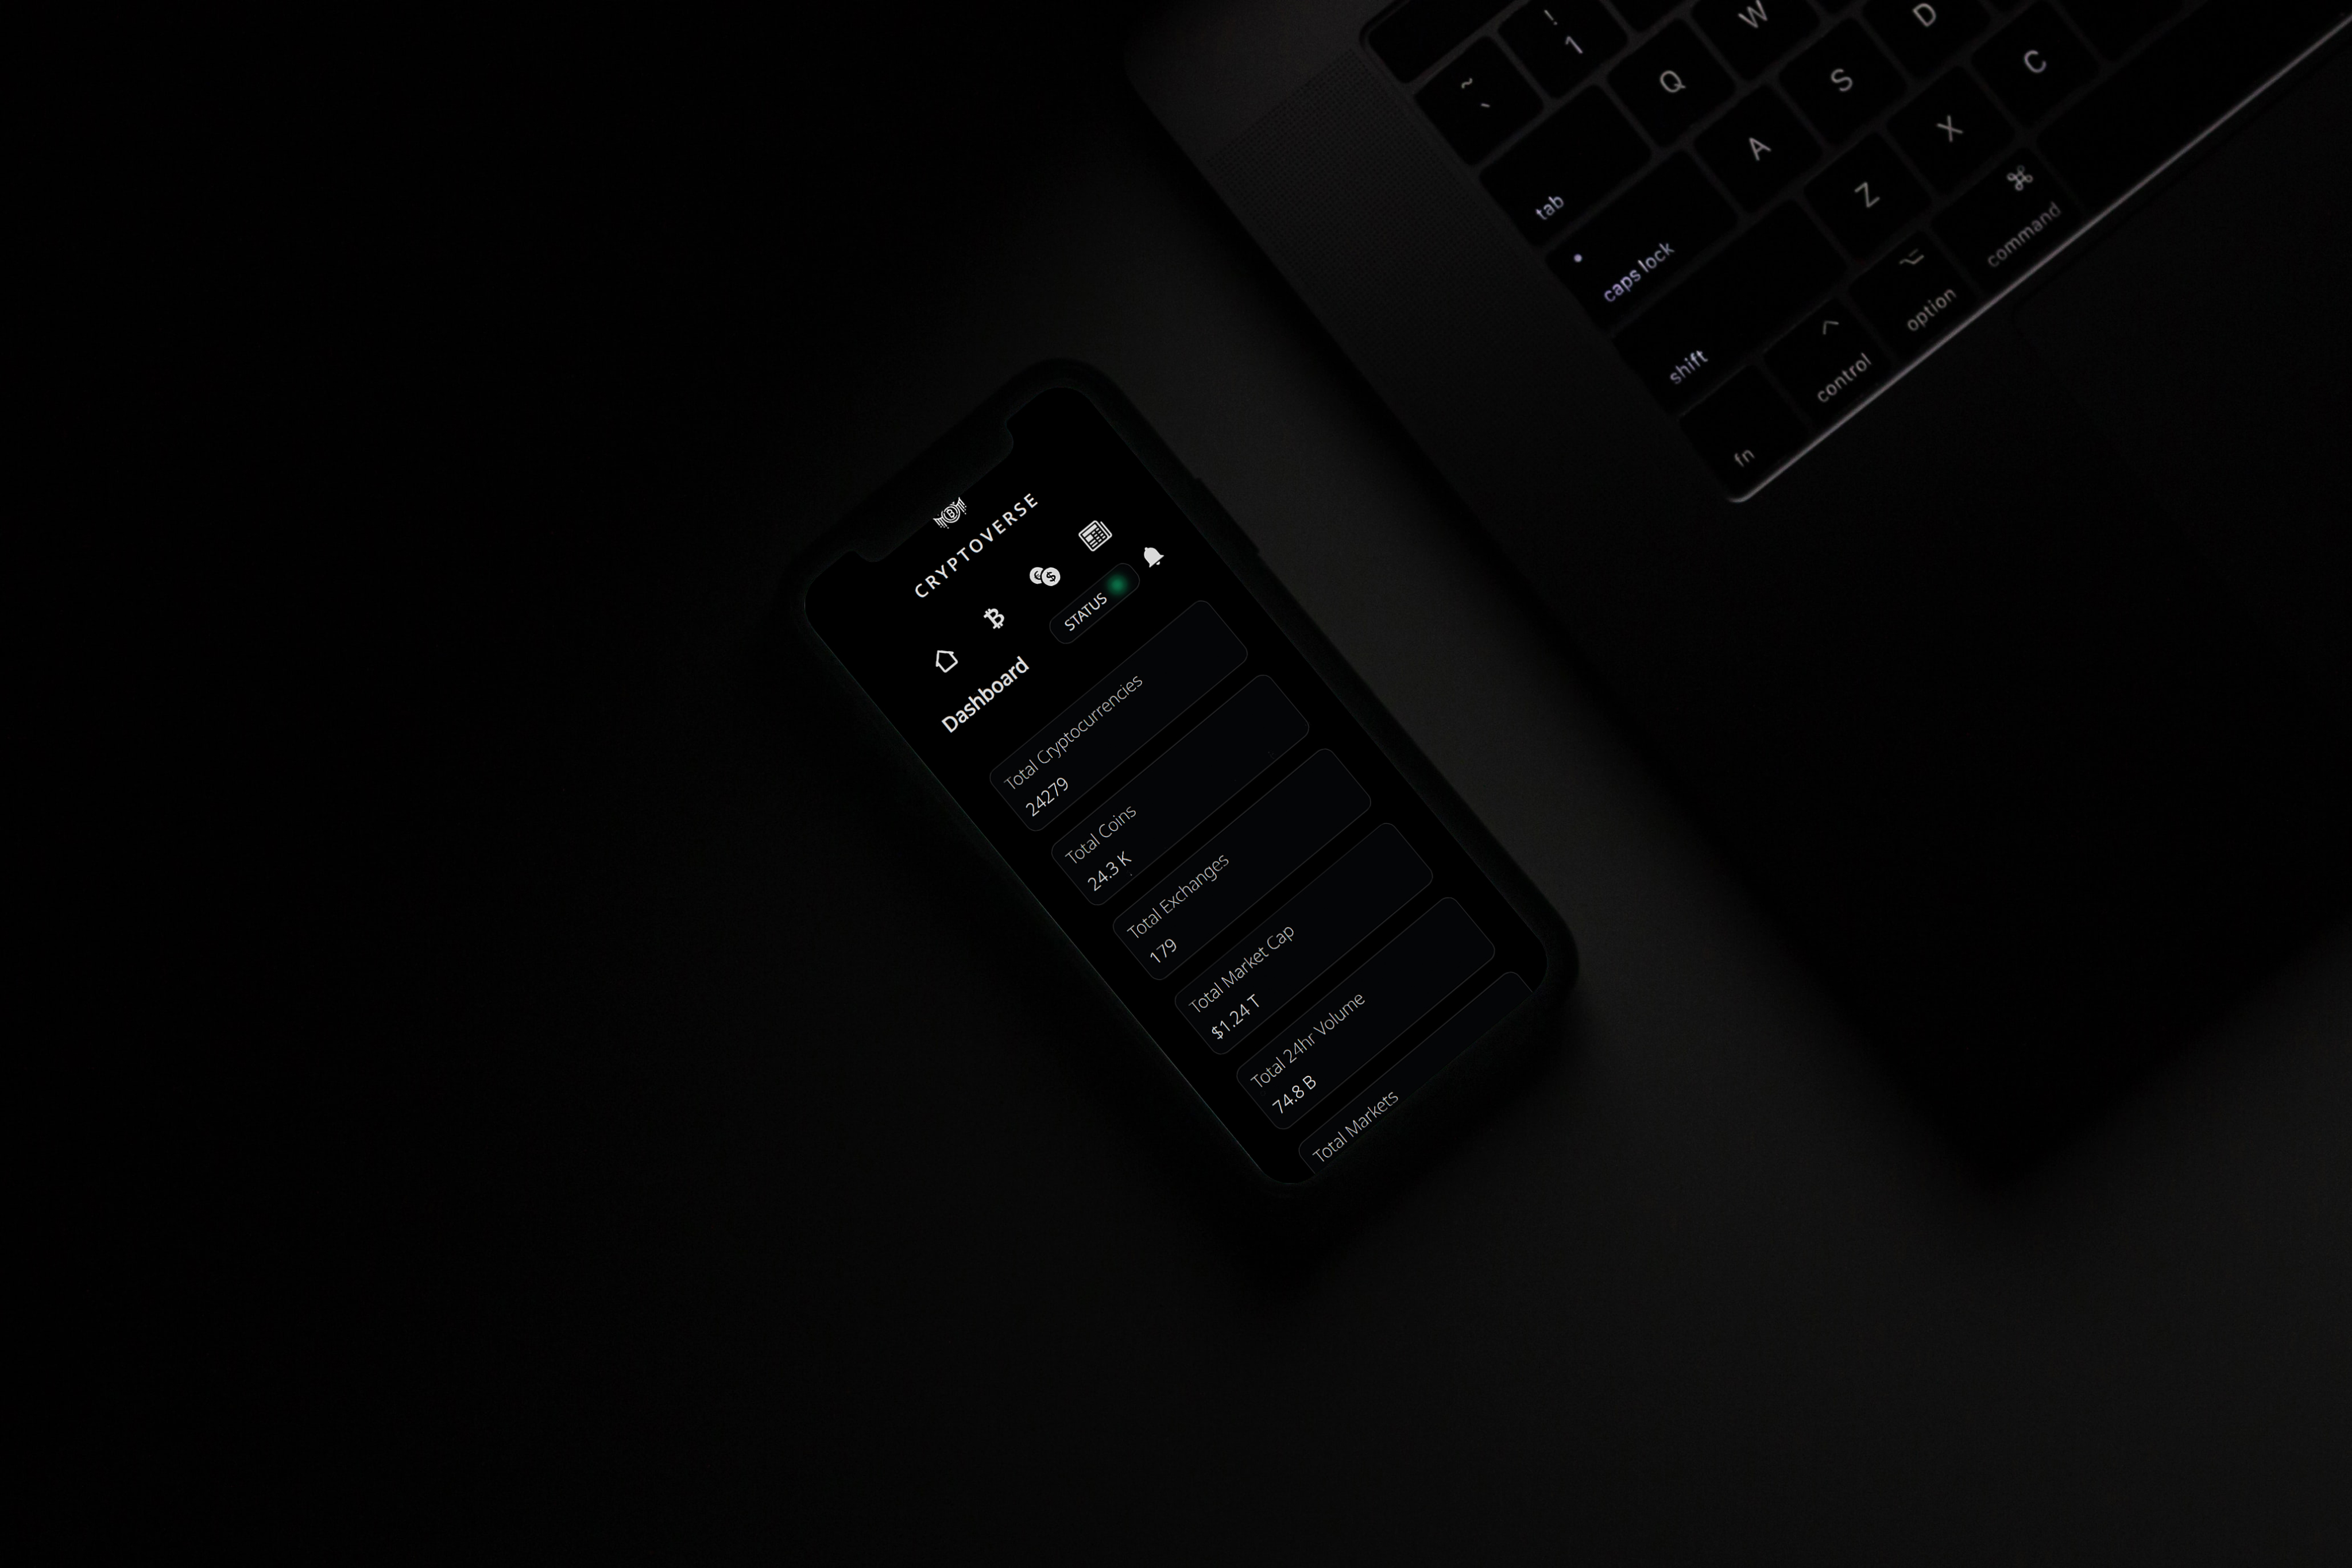 CRYPTOVERSE
STATUS
Dashboard
Total Cryptocurrencies
24279
Total Coins
24.3 K
Total Exchanges
179
Total Market Cap
$1.24 T
Total 24hr Volume
74.8 B
Total Markets
! 1
~ `
Q W
tab
A S D
caps lock
Z X C
shift
fn
^ control
⌥ option
⌘ command